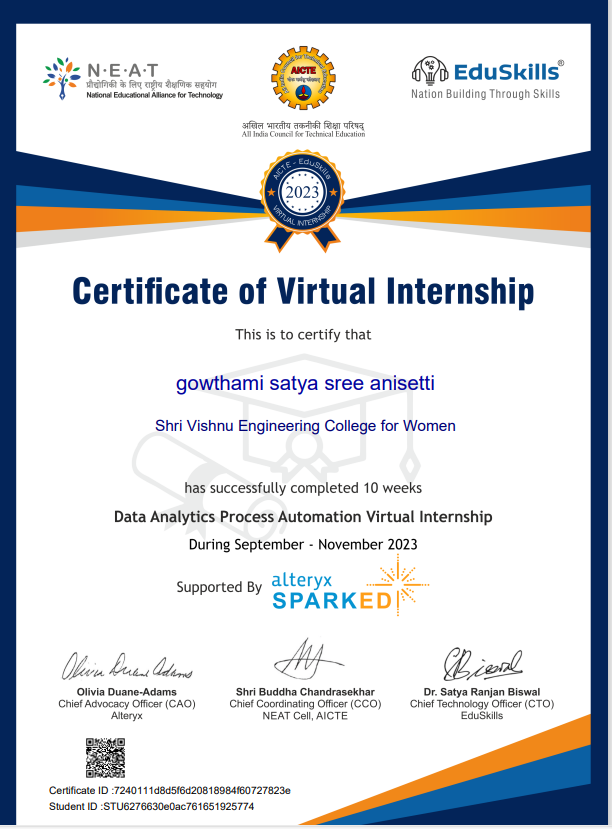 N·E·A·T
प्रौद्योगिकी के लिए राष्ट्रीय शैक्षणिक सहयोग
National Educational Alliance for Technology
AICTE
अखिल भारतीय तकनीकी शिक्षा परिषद्
All India Council for Technical Education
EduSkills®
Nation Building Through Skills
AICTE - EduSkills
2023
VIRTUAL INTERNSHIP
Certificate of Virtual Internship
This is to certify that
gowthami satya sree anisetti
Shri Vishnu Engineering College for Women
has successfully completed 10 weeks
Data Analytics Process Automation Virtual Internship
During September - November 2023
Supported By
alteryx
SPARKED
Olivia Duane Adams
Olivia Duane-Adams
Chief Advocacy Officer (CAO)
Alteryx
Shri Buddha Chandrasekhar
Chief Coordinating Officer (CCO)
NEAT Cell, AICTE
Dr. Satya Ranjan Biswal
Chief Technology Officer (CTO)
EduSkills
Certificate ID :7240111d8d5f6d20818984f60727823e
Student ID :STU6276630e0ac761651925774